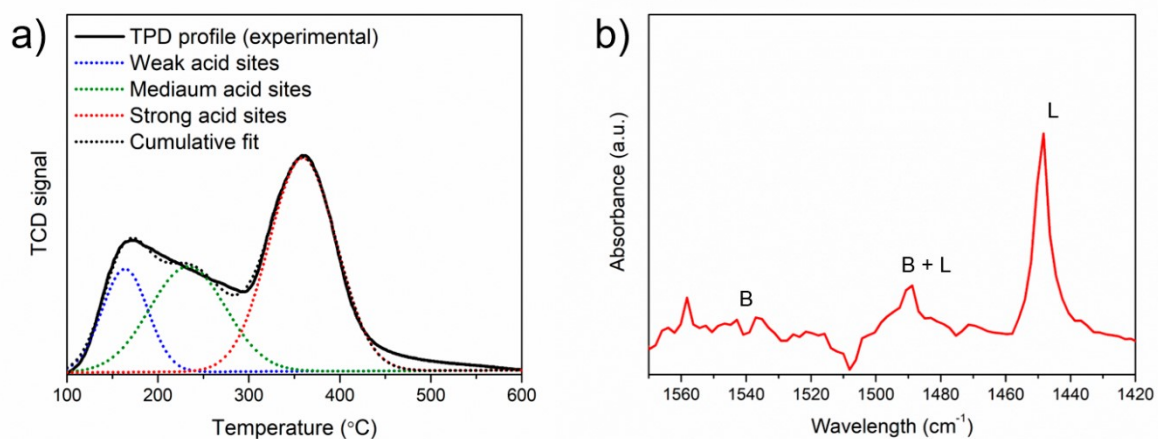 a)
TPD profile (experimental)
Weak acid sites
Mediaum acid sites
Strong acid sites
Cumulative fit
TCD signal
100 200 300 400 500 600
Temperature (°C)
b)
L
B + L
B
Absorbance (a.u.)
1560 1540 1520 1500 1480 1460 1440 1420
Wavelength (cm⁻¹)